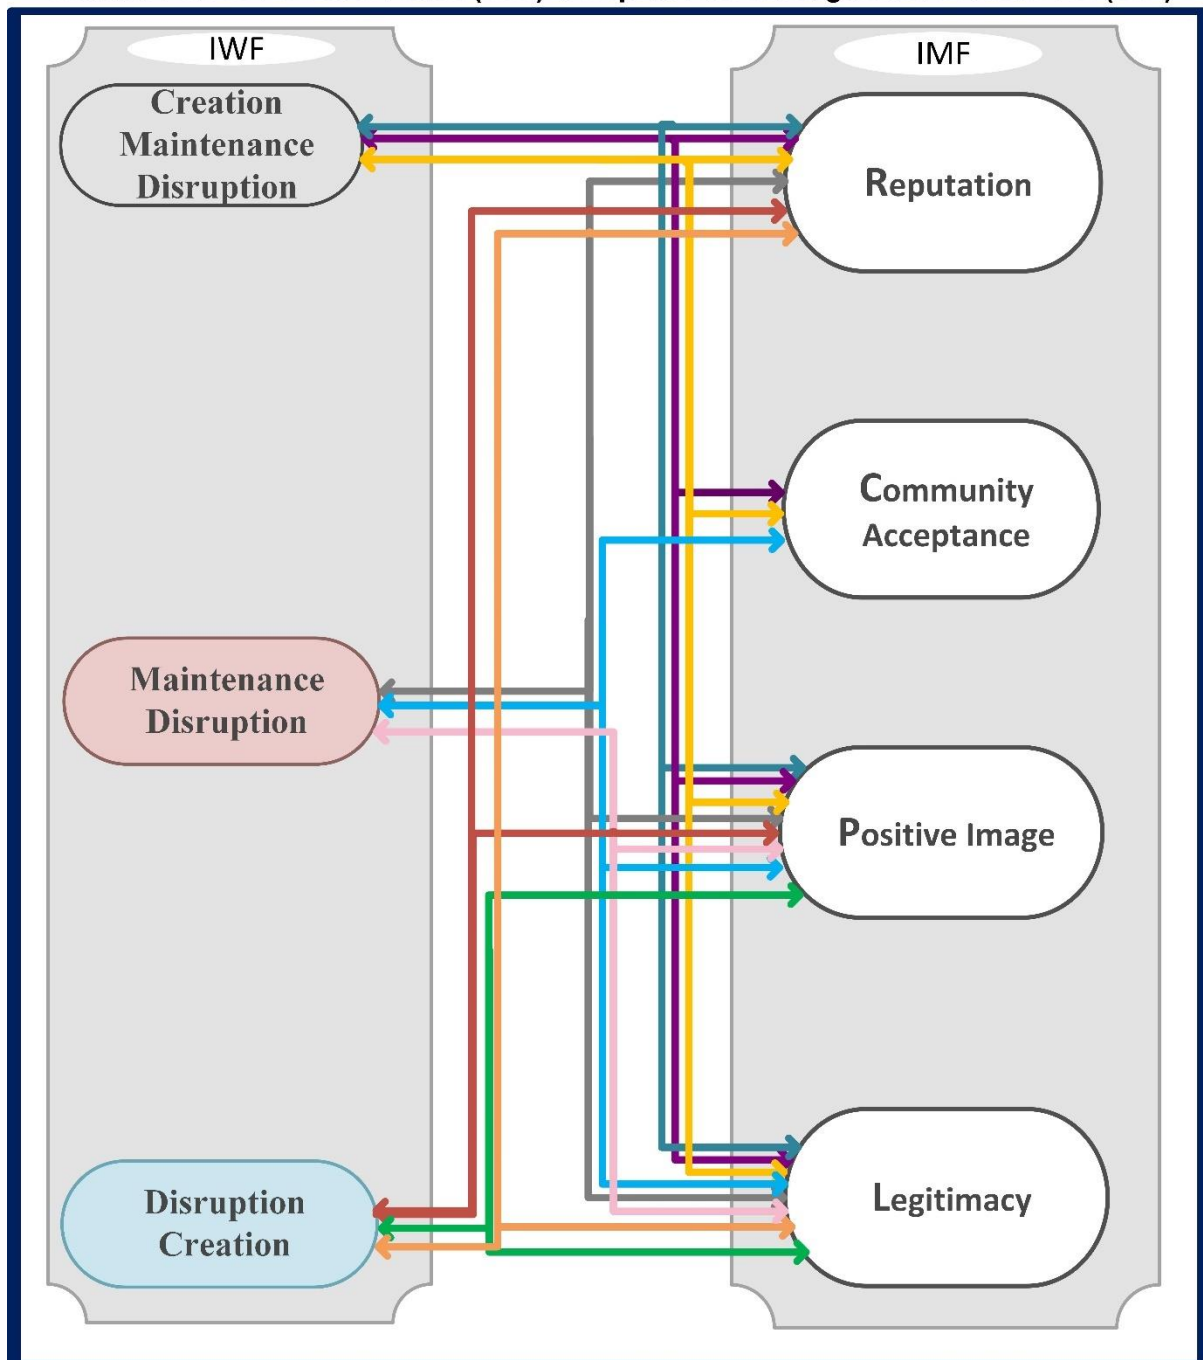 IWF
Creation
Maintenance
Disruption
Maintenance
Disruption
Disruption
Creation
IMF
Reputation
Community
Acceptance
Positive Image
Legitimacy